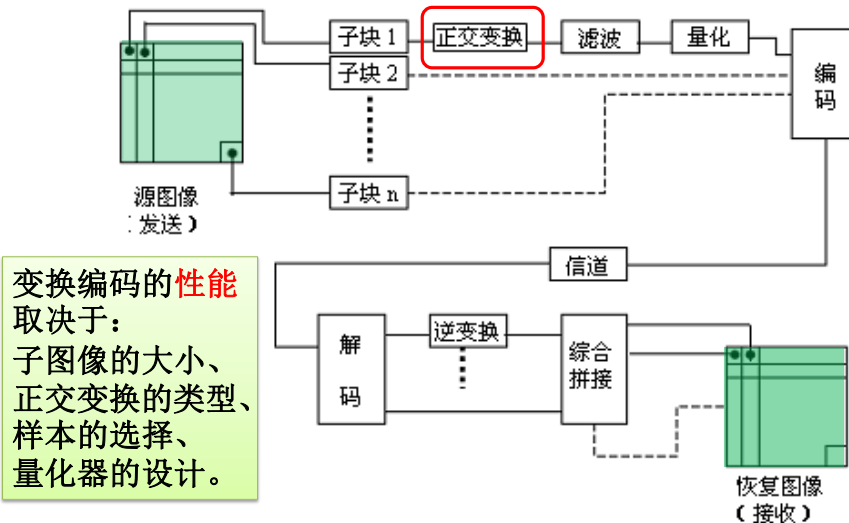 子块 1
正交变换
滤波
量化
子块 2
编
码
子块 n
源图像
发送）
信道
变换编码的性能
取决于：
子图像的大小、
正交变换的类型、
样本的选择、
量化器的设计。
解
码
逆变换
综合
拼接
恢复图像
（接收）